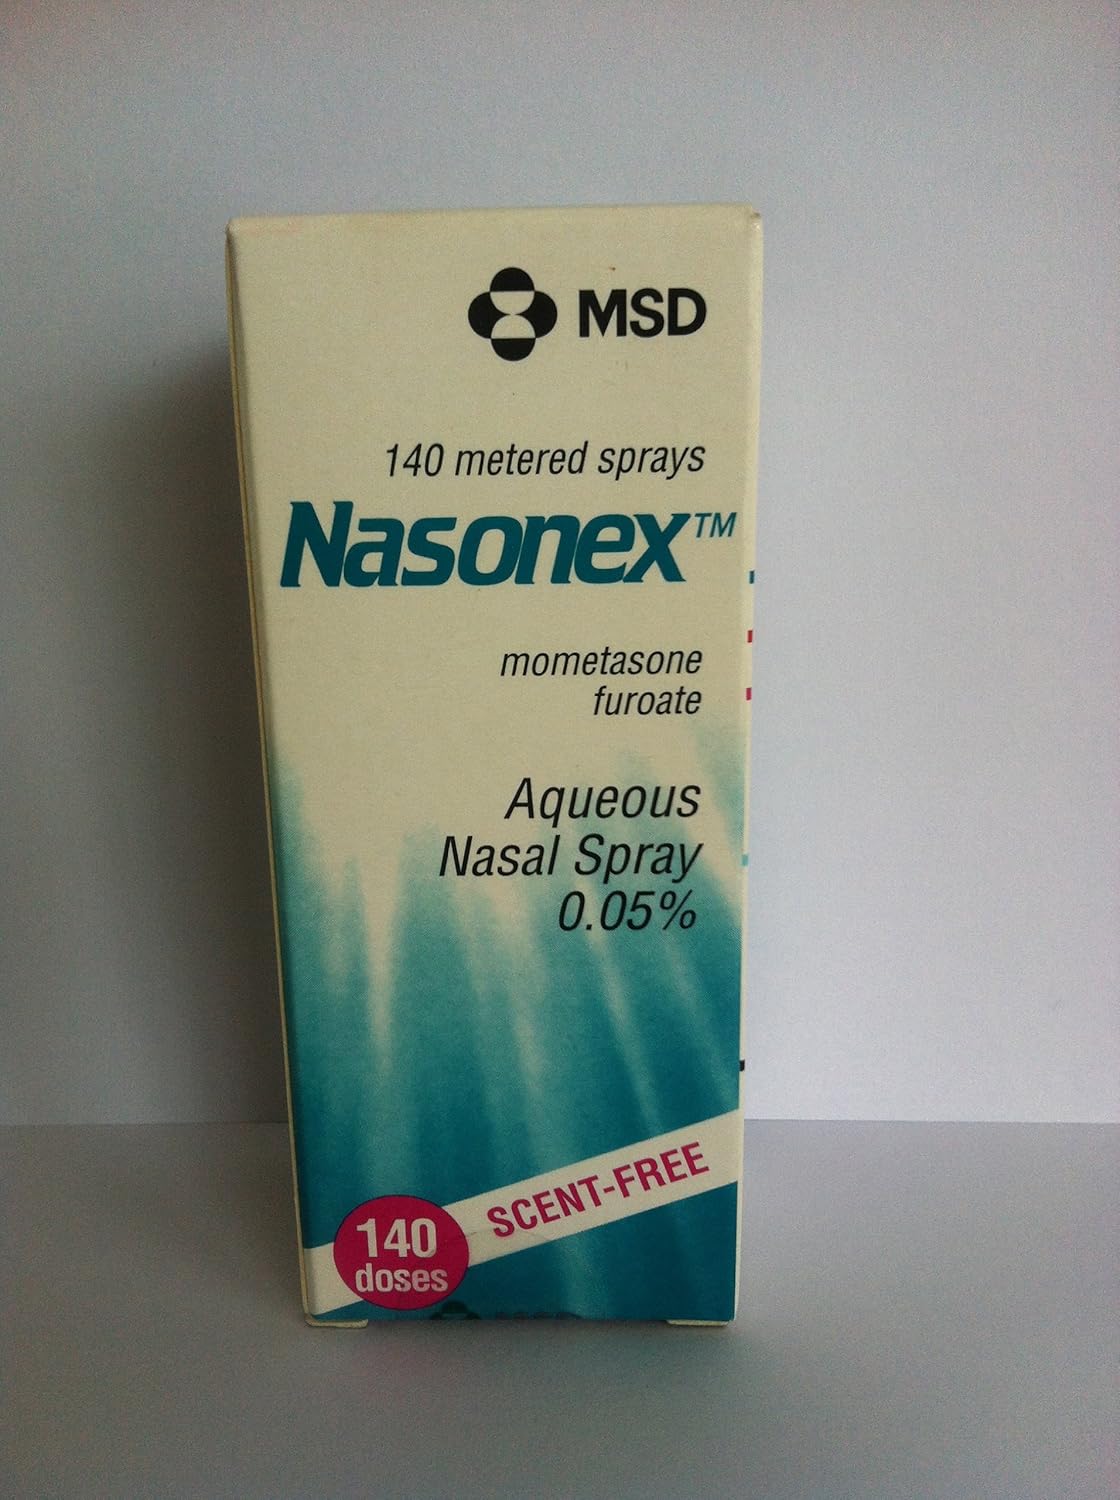 MSD
140 metered sprays
Nasonex™
mometasone
furoate
Aqueous
Nasal Spray
0.05%
SCENT-FREE
140
doses